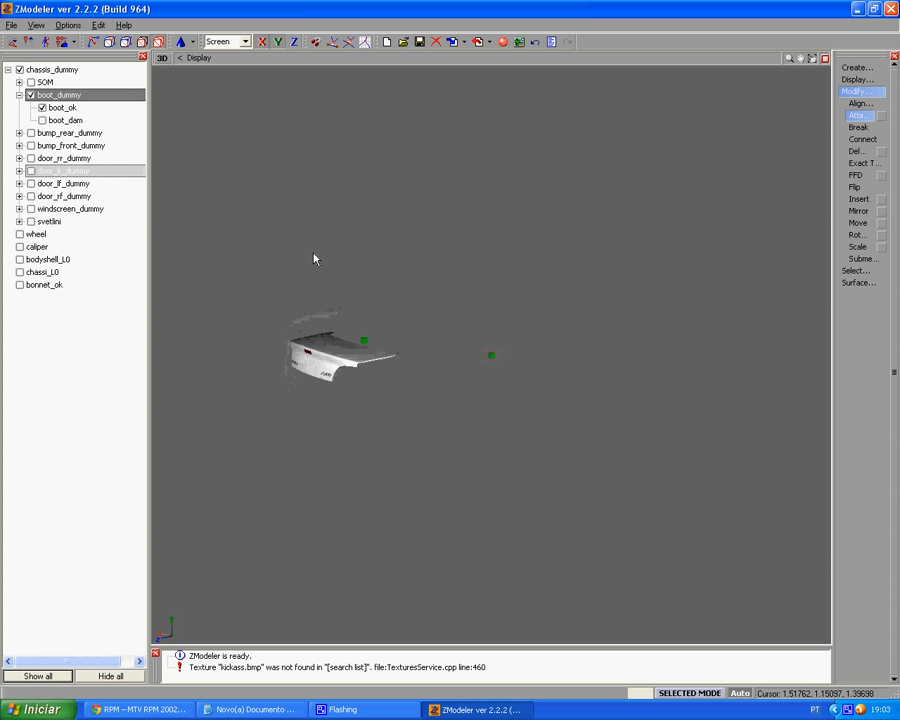 ZModeler ver 2.2.2 (Build 964)
File View Options Edit Help
Screen X Y Z
chassis_dummy
SOM
boot_dummy
boot_ok
boot_dam
bump_rear_dummy
bump_front_dummy
door_rr_dummy
door_lr_dummy
door_lf_dummy
door_rf_dummy
windscreen_dummy
svetlini
wheel
caliper
bodyshell_L0
chassi_L0
bonnet_ok
Show all Hide all
3D < Display
Create...
Display...
Modify...
Align...
Atta...
Break
Connect
Del...
Exact T...
FFD
Flip
Insert
Mirror
Move
Rot...
Scale
Subme...
Select...
Surface...
ZModeler is ready.
Texture "kickass.bmp" was not found in "[search list]". file:TexturesService.cpp line:460
SELECTED MODE Auto Cursor: 1.51762, 1.15097, 1.39698
Iniciar RPM – MTV RPM 2002... Novo(a) Documento ... Flashing ZModeler ver 2.2.2 (... PT 19:03